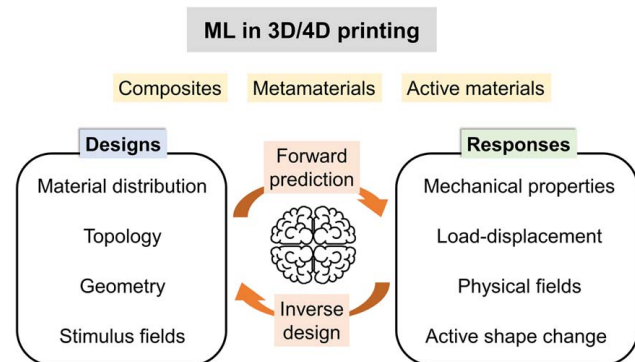 ML in 3D/4D printing
Composites Metamaterials Active materials
Designs
Material distribution
Topology
Geometry
Stimulus fields
Forward
prediction
Inverse
design
Responses
Mechanical properties
Load-displacement
Physical fields
Active shape change